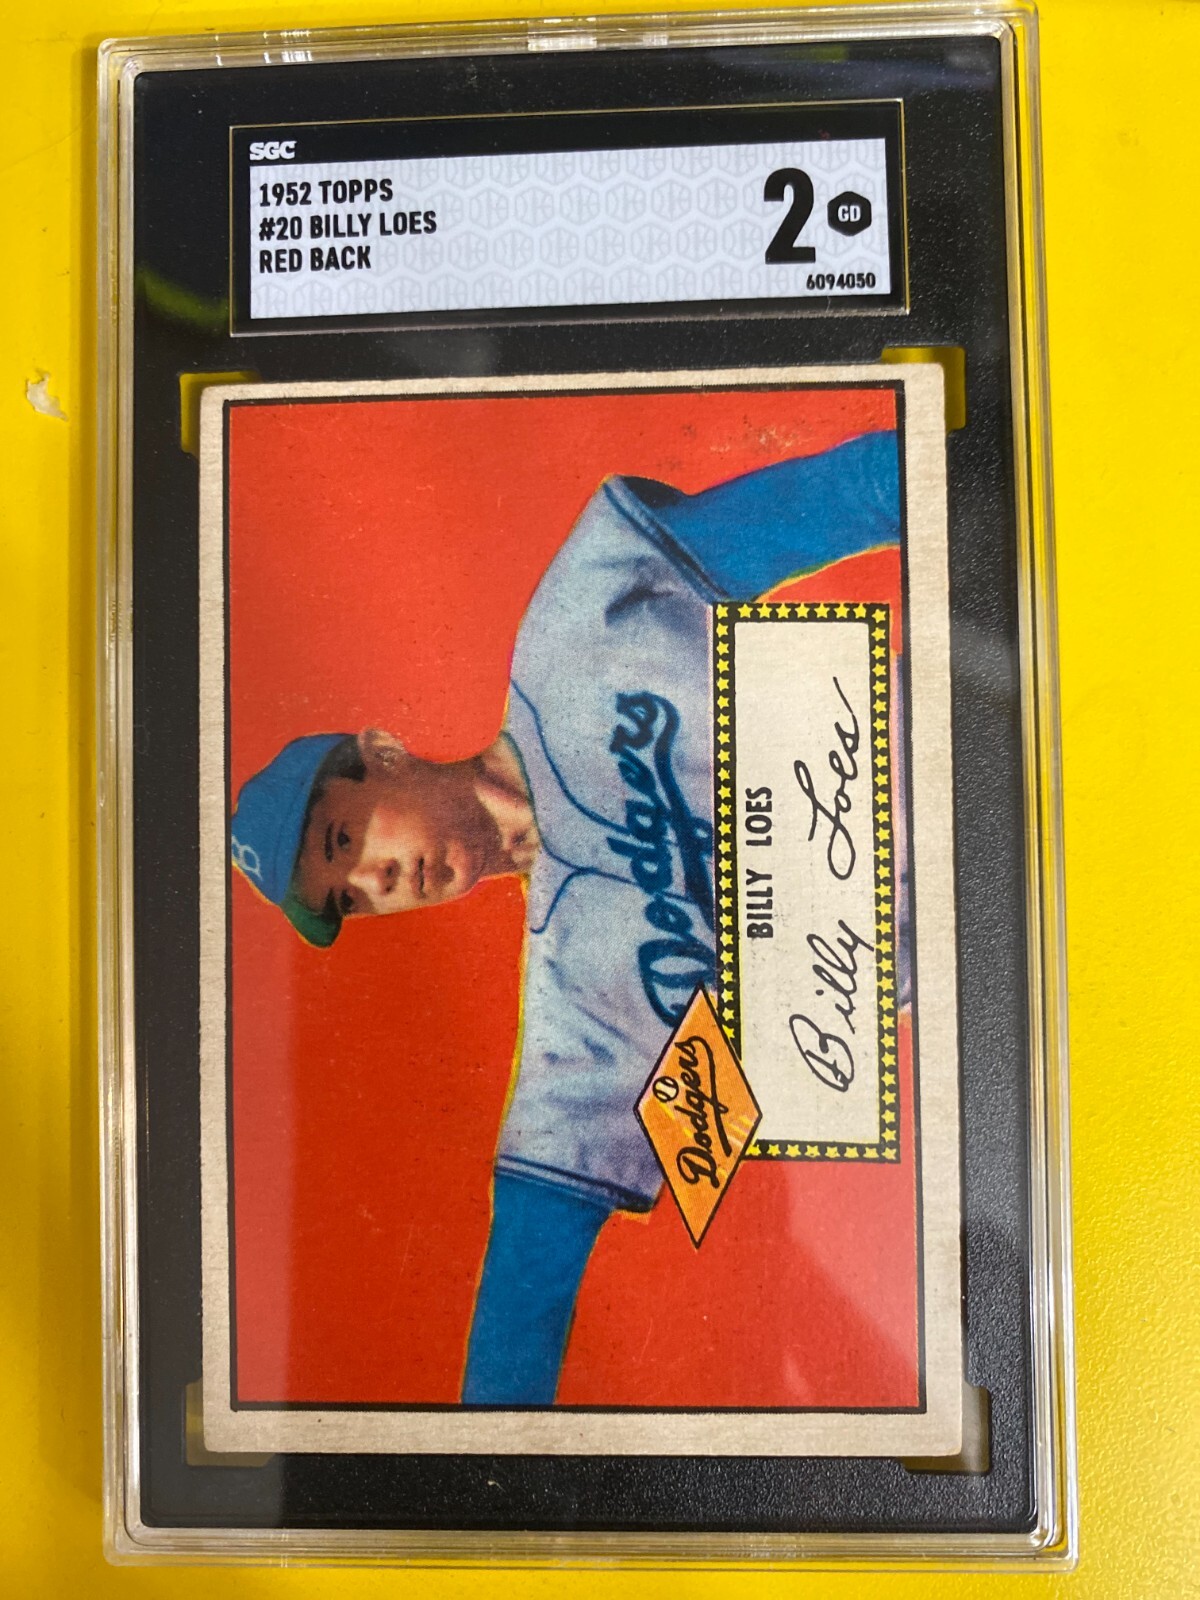 SGC
1952 TOPPS
#20 BILLY LOES
RED BACK
2 GD
6094050
B
Dodgers
Dodgers
BILLY LOES
Billy Loes